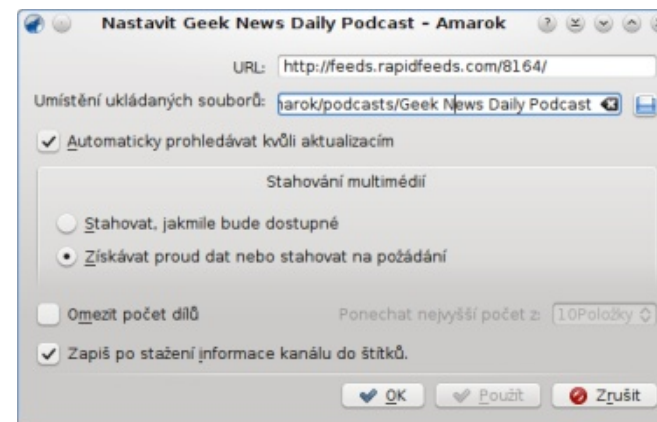 Nastavit Geek News Daily Podcast – Amarok
URL: http://feeds.rapidfeeds.com/8164/
Umístění ukládaných souborů: narok/podcasts/Geek News Daily Podcast
Automaticky prohledávat kvůli aktualizacím
Stahování multimédií
Stahovat, jakmile bude dostupné
Získávat proud dat nebo stahovat na požádání
Omezit počet dílů Ponechat nejvyšší počet z: 10Položky
Zapiš po stažení informace kanálu do štítků.
OK Použít Zrušit